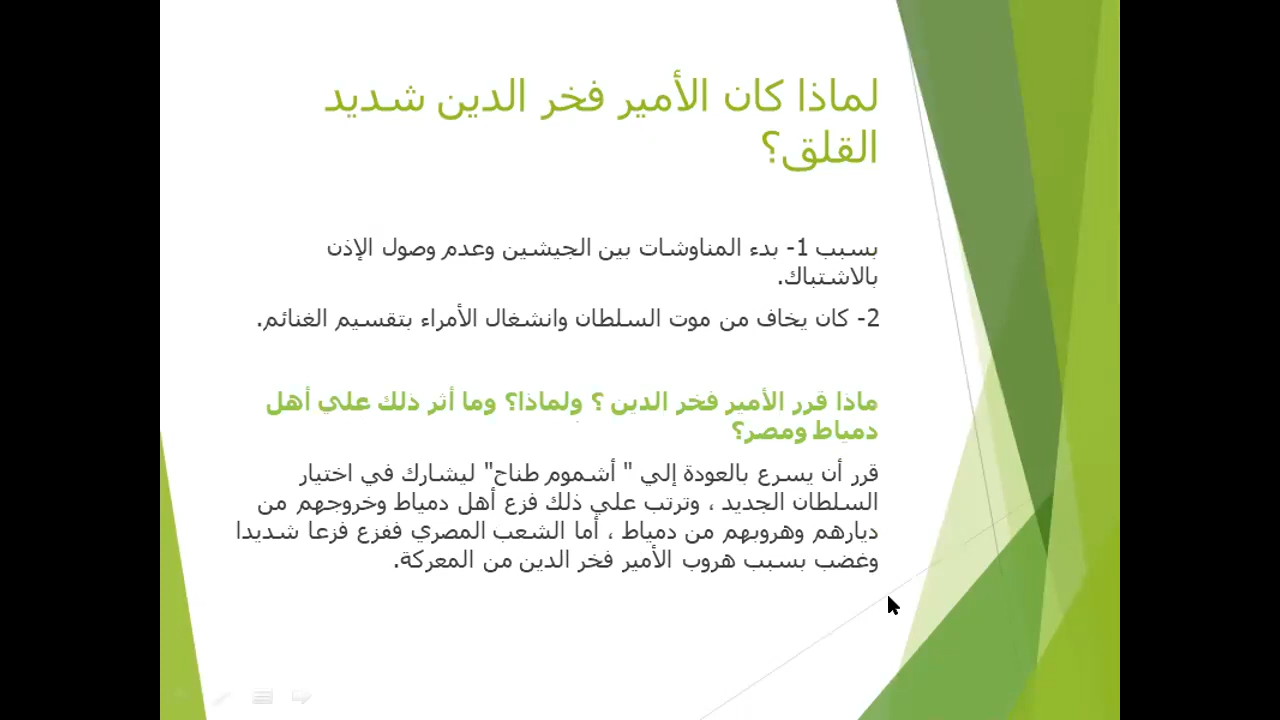 لماذا كان الأمير فخر الدين شديد
القلق؟
بسبب 1- بدء المناوشات بين الجيشين وعدم وصول الإذن
بالاشتباك.
2- كان يخاف من موت السلطان وانشغال الأمراء بتقسيم الغنائم.
ماذا قرر الأمير فخر الدين ؟ ولماذا؟ وما أثر ذلك علي أهل
دمياط ومصر؟
قرر أن يسرع بالعودة إلي " أشموم طناح" ليشارك في اختيار
السلطان الجديد ، وترتب علي ذلك فزع أهل دمياط وخروجهم من
ديارهم وهروبهم من دمياط ، أما الشعب المصري ففزع فزعا شديدا
وغضب بسبب هروب الأمير فخر الدين من المعركة.